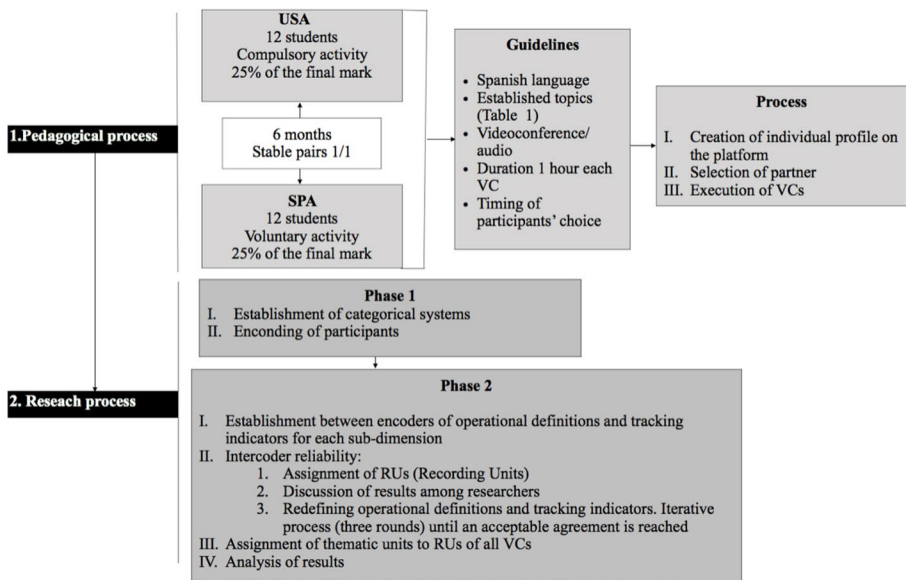 USA
12 students
Compulsory activity
25% of the final mark
1.Pedagogical process
6 months
Stable pairs 1/1
SPA
12 students
Voluntary activity
25% of the final mark
Guidelines
• Spanish language
• Established topics
(Table 1)
• Videoconference/
audio
• Duration 1 hour each
VC
• Timing of
participants' choice
Process
I. Creation of individual profile on
the platform
II. Selection of partner
III. Execution of VCs
2. Reseach process
Phase 1
I. Establishment of categorical systems
II. Enconding of participants
Phase 2
I. Establishment between encoders of operational definitions and tracking
indicators for each sub-dimension
II. Intercoder reliability:
1. Assignment of RUs (Recording Units)
2. Discussion of results among researchers
3. Redefining operational definitions and tracking indicators. Iterative
process (three rounds) until an acceptable agreement is reached
III. Assignment of thematic units to RUs of all VCs
IV. Analysis of results